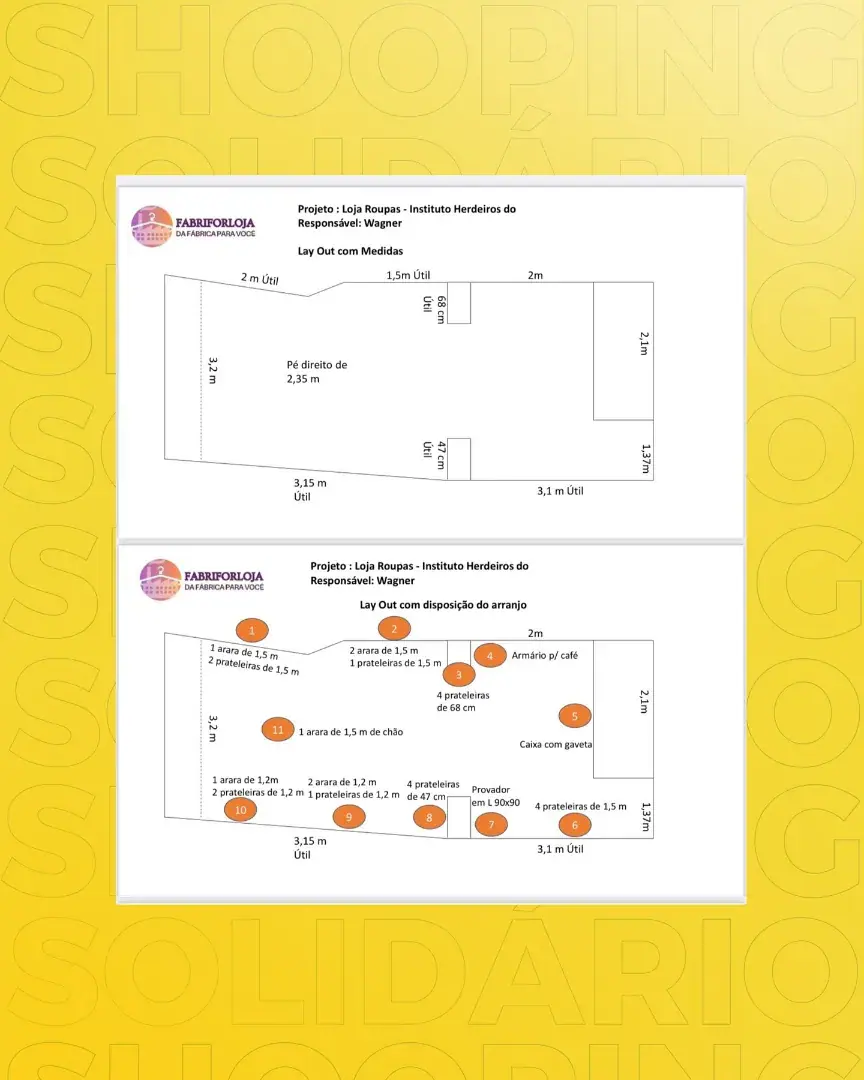 SHOOPING
SOLIDÁRIO
FABRIFORLOJA
DA FÁBRICA PARA VOCÊ
Projeto : Loja Roupas - Instituto Herdeiros do
Responsável: Wagner
Lay Out com Medidas
2 m Útil
1,5m Útil
2m
68 cm
Útil
2,1m
3,2 m
Pé direito de
2,35 m
47 cm
Útil
1,37m
3,15 m
Útil
3,1 m Útil
FABRIFORLOJA
DA FÁBRICA PARA VOCÊ
Projeto : Loja Roupas - Instituto Herdeiros do
Responsável: Wagner
Lay Out com disposição do arranjo
1
1 arara de 1,5 m
2 prateleiras de 1,5 m
2
2 arara de 1,5 m
1 prateleiras de 1,5 m
2m
4
Armário p/ café
3
4 prateleiras
de 68 cm
2,1m
3,2 m
11
1 arara de 1,5 m de chão
5
Caixa com gaveta
1 arara de 1,2m
2 prateleiras de 1,2 m
10
2 arara de 1,2 m
1 prateleiras de 1,2 m
9
4 prateleiras
de 47 cm
8
Provador
em L 90x90
7
4 prateleiras de 1,5 m
6
1,37m
3,15 m
Útil
3,1 m Útil
SOLIDÁRIO
SHOOPING